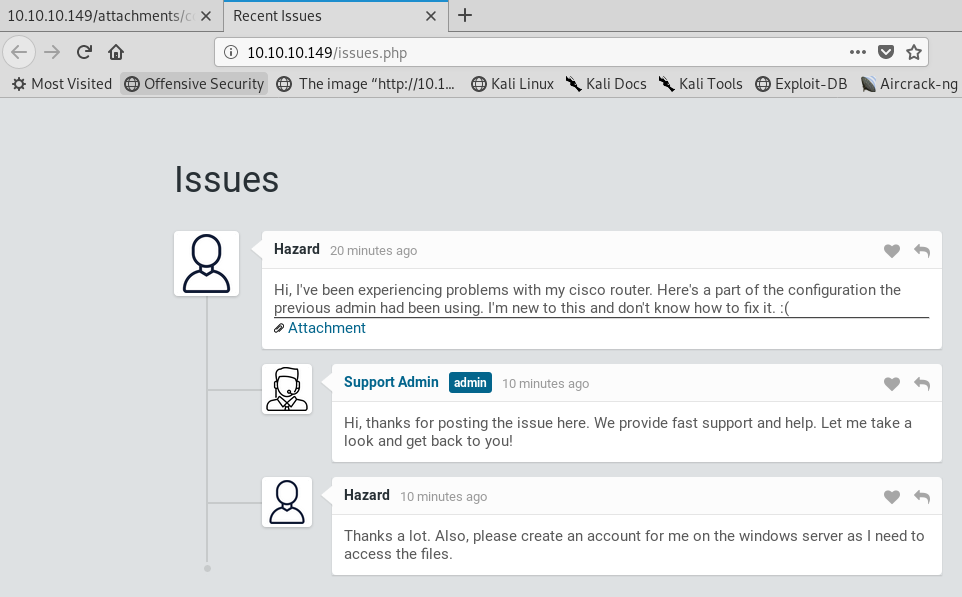 10.10.10.149/attachments/c
Recent Issues
10.10.10.149/issues.php
Most Visited Offensive Security The image “http://10.1... Kali Linux Kali Docs Kali Tools Exploit-DB Aircrack-ng
Issues
Hazard 20 minutes ago
Hi, I've been experiencing problems with my cisco router. Here's a part of the configuration the
previous admin had been using. I'm new to this and don't know how to fix it. :(
Attachment
Support Admin admin 10 minutes ago
Hi, thanks for posting the issue here. We provide fast support and help. Let me take a
look and get back to you!
Hazard 10 minutes ago
Thanks a lot. Also, please create an account for me on the windows server as I need to
access the files.